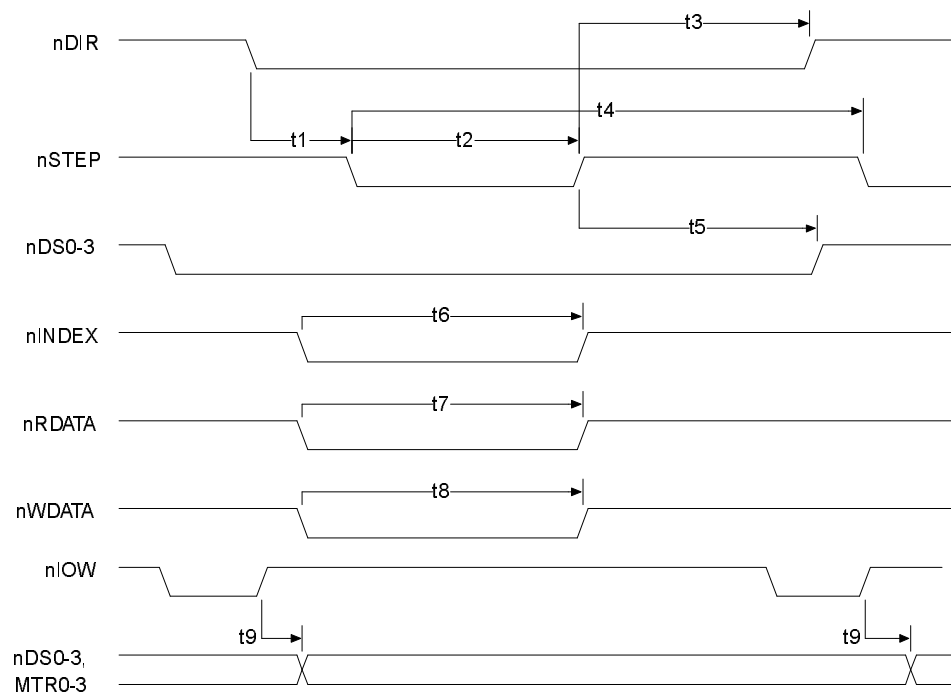 nDIR
t3
t4
t1
t2
nSTEP
t5
nDS0-3
t6
nINDEX
t7
nRDATA
t8
nWDATA
nIOW
t9
t9
nDS0-3,
MTR0-3